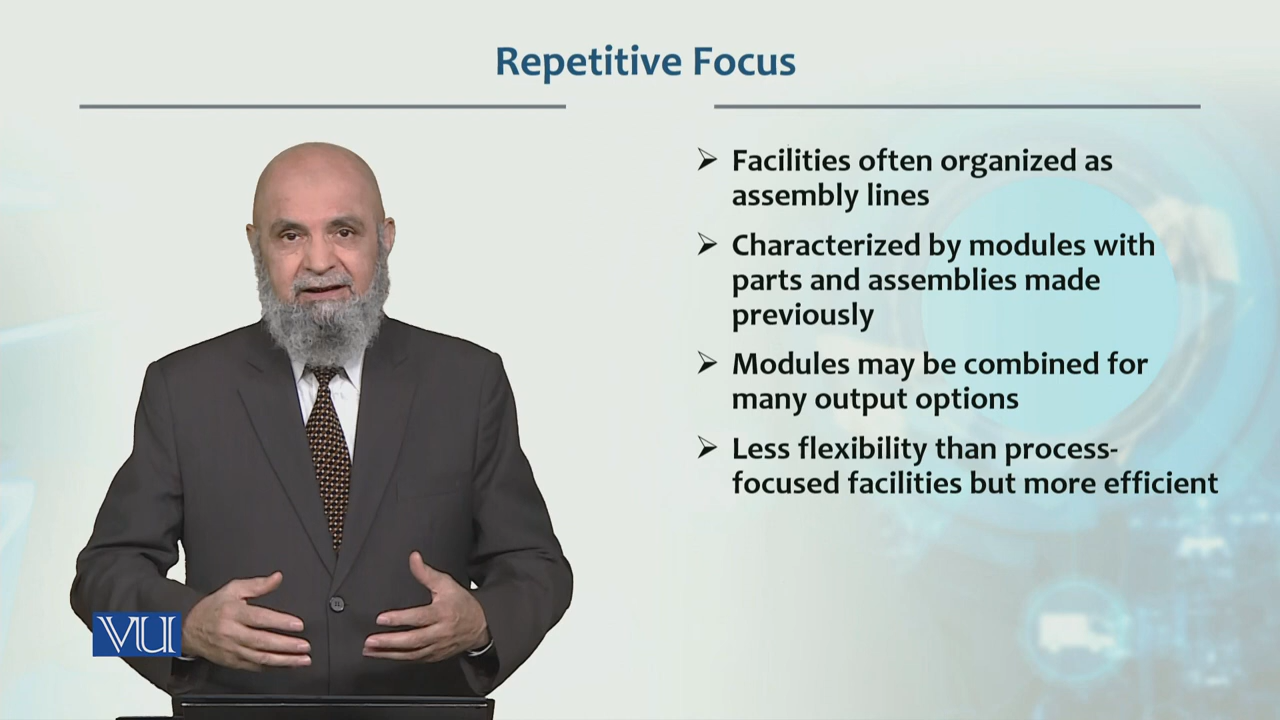 Repetitive Focus
➢ Facilities often organized as
assembly lines
➢ Characterized by modules with
parts and assemblies made
previously
➢ Modules may be combined for
many output options
➢ Less flexibility than process-
focused facilities but more efficient
VU